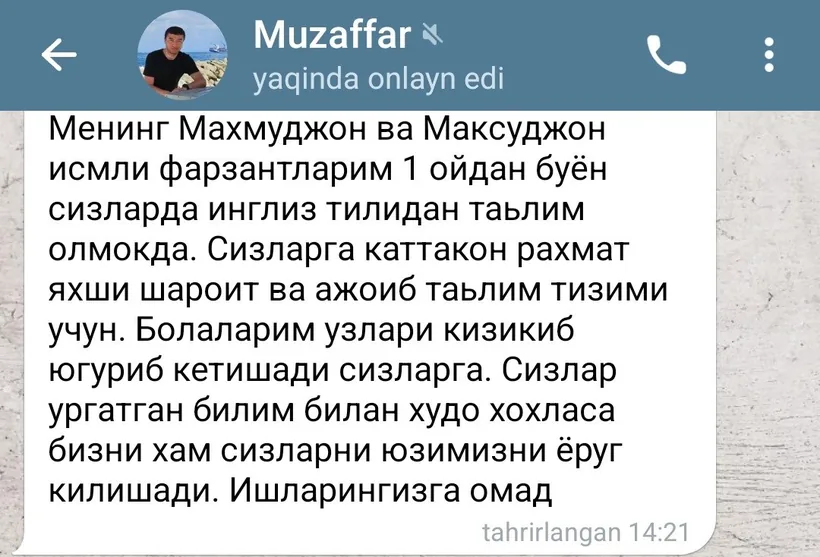 Muzaffar
yaqinda onlayn edi
Менинг Махмуджон ва Максуджон
исмли фарзантларим 1 ойдан буён
сизларда инглиз тилидан таьлим
олмокда. Сизларга каттакон рахмат
яхши шароит ва ажоиб таьлим тизими
учун. Болаларим узлари кизикиб
югуриб кетишади сизларга. Сизлар
ургатган билим билан худо хохласа
бизни хам сизларни юзимизни ёруг
килишади. Ишларингизга омад
tahrirlangan 14:21